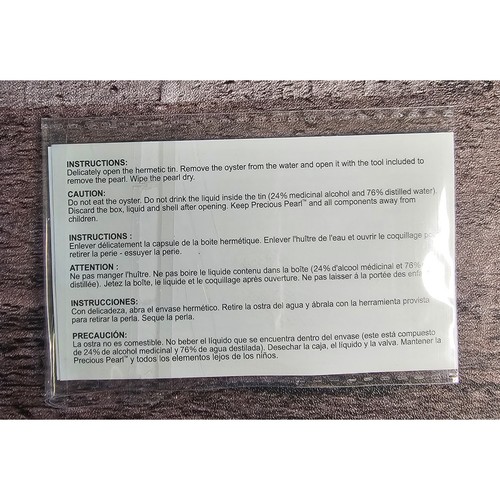 INSTRUCTIONS:
Delicately open the hermetic tin. Remove the oyster from the water and open it with the tool included to
remove the pearl. Wipe the pearl dry.
CAUTION:
Do not eat the oyster. Do not drink the liquid inside the tin (24% medicinal alcohol and 76% distilled water).
Discard the box, liquid and shell after opening. Keep Precious Pearl™ and all components away from
children.
INSTRUCTIONS :
Enlever délicatement la capsule de la boite hermétique. Enlever l'huître de l'eau et ouvrir le coquillage
retirer la perle - essuyer la perle.
ATTENTION :
Ne pas manger l'huître. Ne pas boire le liquide contenu dans la boîte (24% d'alcool médicinal et 76%
distillée). Jetez la boîte, le liquide et le coquillage après ouverture. Ne pas laisser à la portée des
INSTRUCCIONES:
Con delicadeza, abra el envase hermético. Retire la ostra del agua y ábrala con la herramienta provista
para retirar la perla. Seque la perla.
PRECAUCIÓN:
La ostra no es comestible. No beber el líquido que se encuentra dentro del envase (este está compuesto
de 24% de alcohol medicinal y 76% de agua destilada). Desechar la caja, el líquido y la valva. Mantener la
Precious Pearl™ y todos los elementos lejos de los niños.